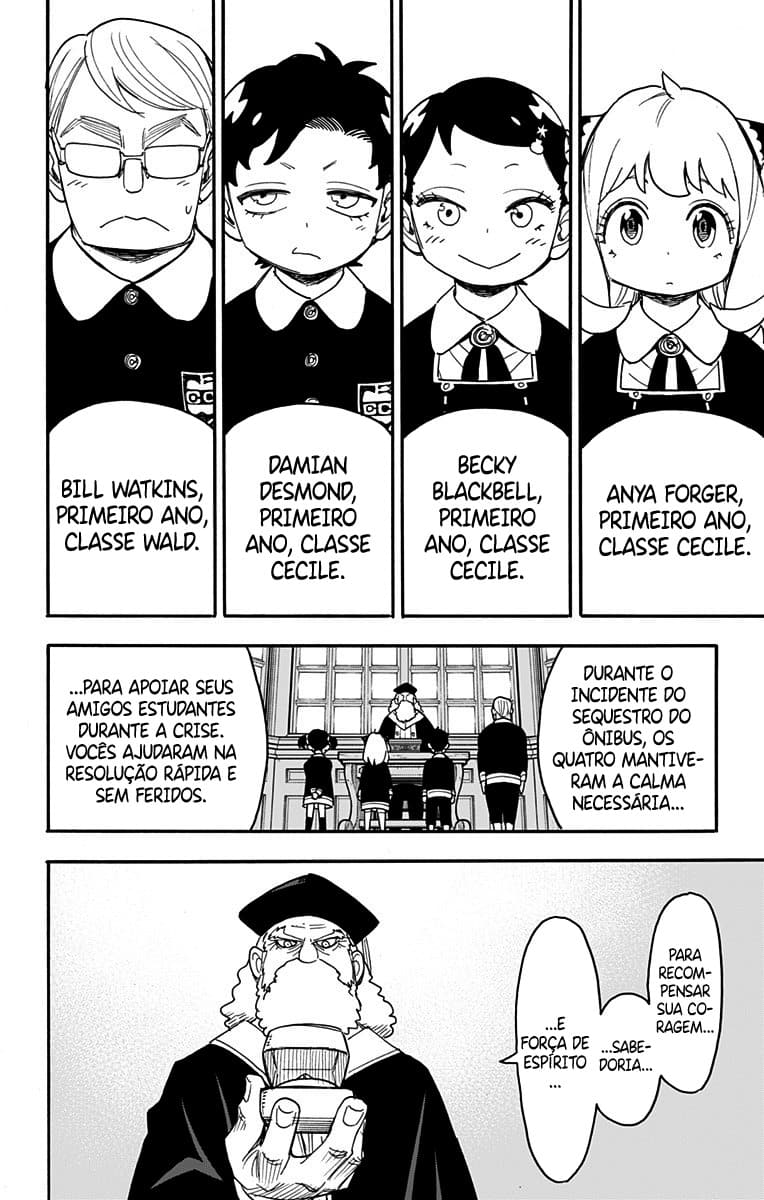 ANYA FORGER,
PRIMEIRO ANO,
CLASSE CECILE.
BECKY
BLACKBELL,
PRIMEIRO
ANO, CLASSE
CECILE.
DAMIAN
DESMOND,
PRIMEIRO
ANO, CLASSE
CECILE.
BILL WATKINS,
PRIMEIRO ANO,
CLASSE WALD.
DURANTE O
INCIDENTE DO
SEQUESTRO DO
ÔNIBUS, OS
QUATRO MANTIVE-
RAM A CALMA
NECESSÁRIA...
...PARA APOIAR SEUS
AMIGOS ESTUDANTES
DURANTE A CRISE.
VOCÊS AJUDARAM NA
RESOLUÇÃO RÁPIDA E
SEM FERIDOS.
PARA
RECOM-
PENSAR
SUA CO-
RAGEM...
...SABE-
DORIA...
...E
FORÇA DE
ESPÍRITO
...